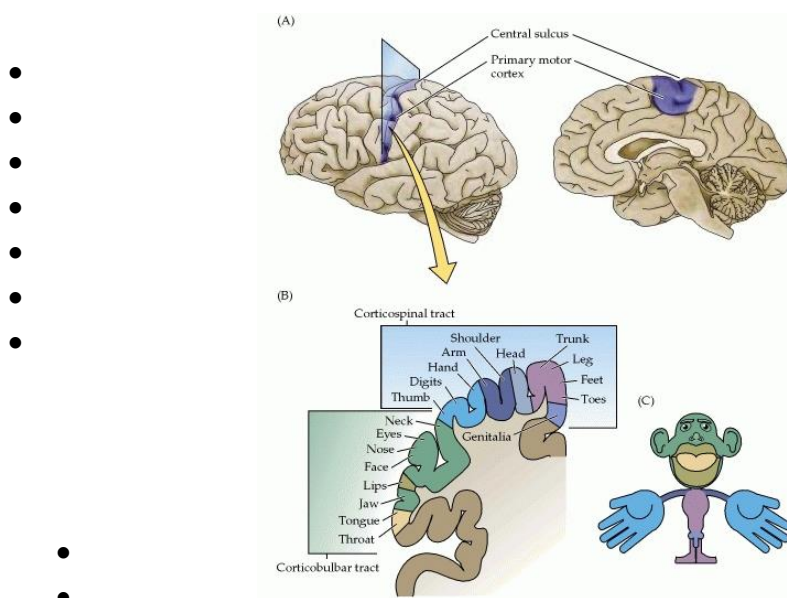 (A)
Central sulcus
Primary motor
cortex
(B)
Corticospinal tract
Shoulder
Trunk
Arm
Head
Leg
Hand
Feet
Digits
Toes
Thumb
(C)
Neck
Genitalia
Eyes
Nose
Face
Lips
Jaw
Tongue
Throat
Corticobulbar tract